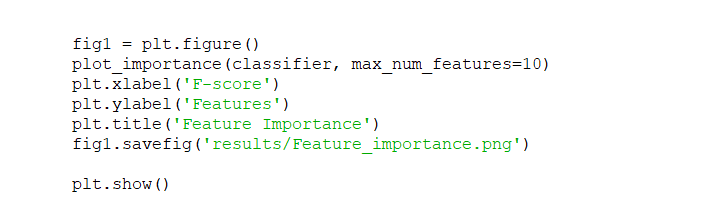 fig1 = plt.figure()
plot_importance(classifier, max_num_features=10)
plt.xlabel('F-score')
plt.ylabel('Features')
plt.title('Feature Importance')
fig1.savefig('results/Feature_importance.png')
plt.show()